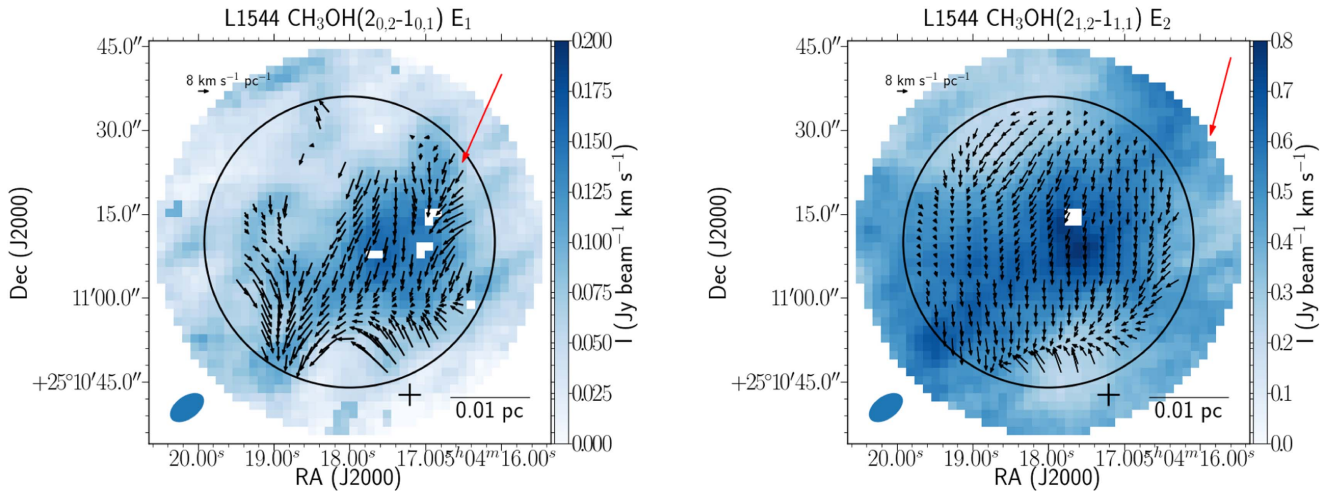 L1544 CH₃OH(2₀,₂-1₀,₁) E₁
45.0″
30.0″
15.0″
11′00.0″
+25°10′45.0″
Dec (J2000)
8 km s⁻¹ pc⁻¹
0.01 pc
20.00ˢ 19.00ˢ 18.00ˢ 17.00ˢ 5ʰ04ᵐ16.00ˢ
RA (J2000)
0.200
0.175
0.150
0.125
0.100
0.075
0.050
0.025
0.000
I (Jy beam⁻¹ km s⁻¹)
L1544 CH₃OH(2₁,₂-1₁,₁) E₂
45.0″
30.0″
15.0″
11′00.0″
+25°10′45.0″
Dec (J2000)
8 km s⁻¹ pc⁻¹
0.01 pc
20.00ˢ 19.00ˢ 18.00ˢ 17.00ˢ 5ʰ04ᵐ16.00ˢ
RA (J2000)
0.8
0.7
0.6
0.5
0.4
0.3
0.2
0.1
0.0
I (Jy beam⁻¹ km s⁻¹)